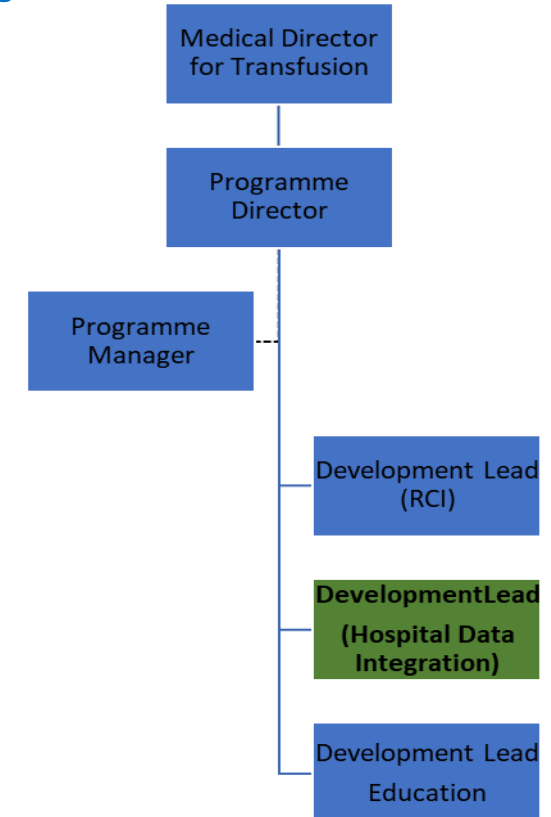 Medical Director
for Transfusion
Programme
Director
Programme
Manager
Development Lead
(RCI)
DevelopmentLead
(Hospital Data
Integration)
Development Lead
Education